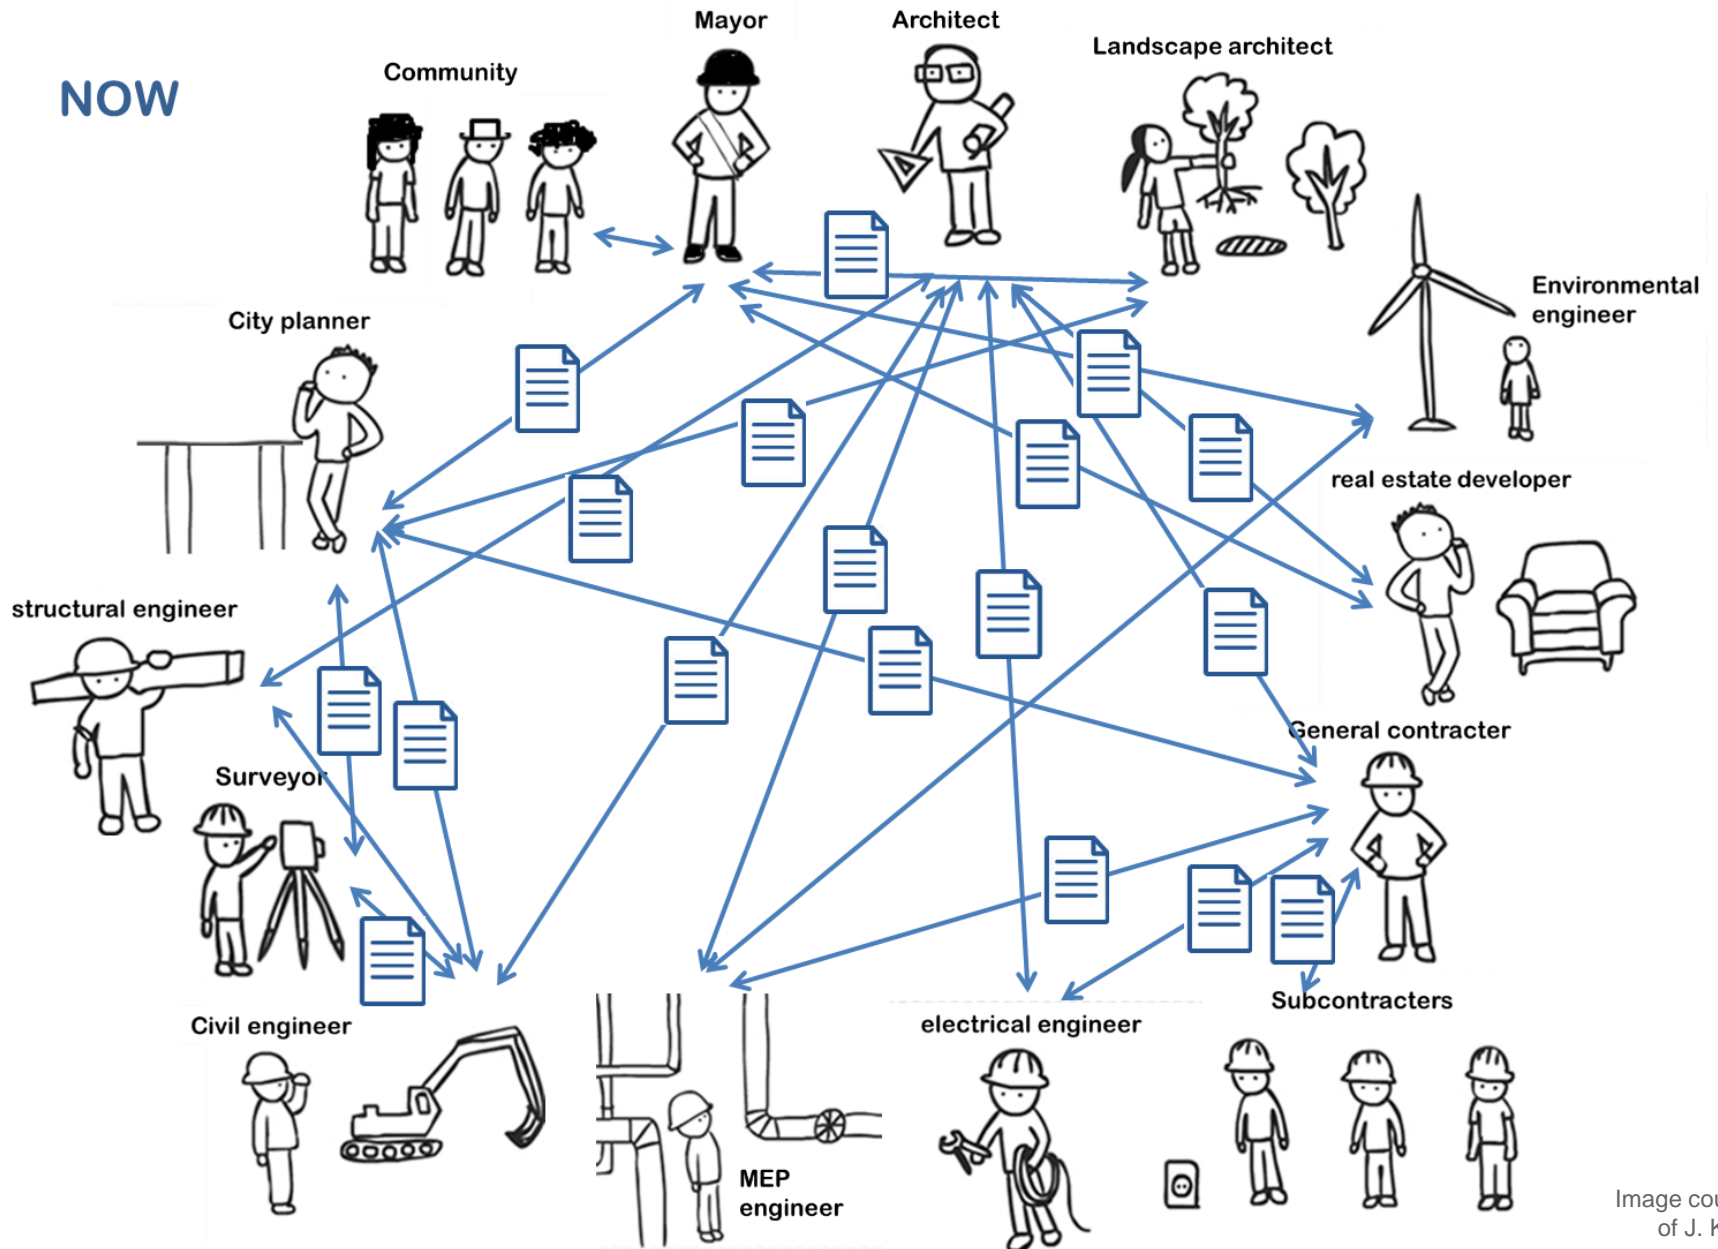 NOW
Community
Mayor
Architect
Landscape architect
Environmental
engineer
City planner
real estate developer
structural engineer
Surveyor
General contracter
Civil engineer
MEP
engineer
electrical engineer
Subcontracters
Image cou
of J. K